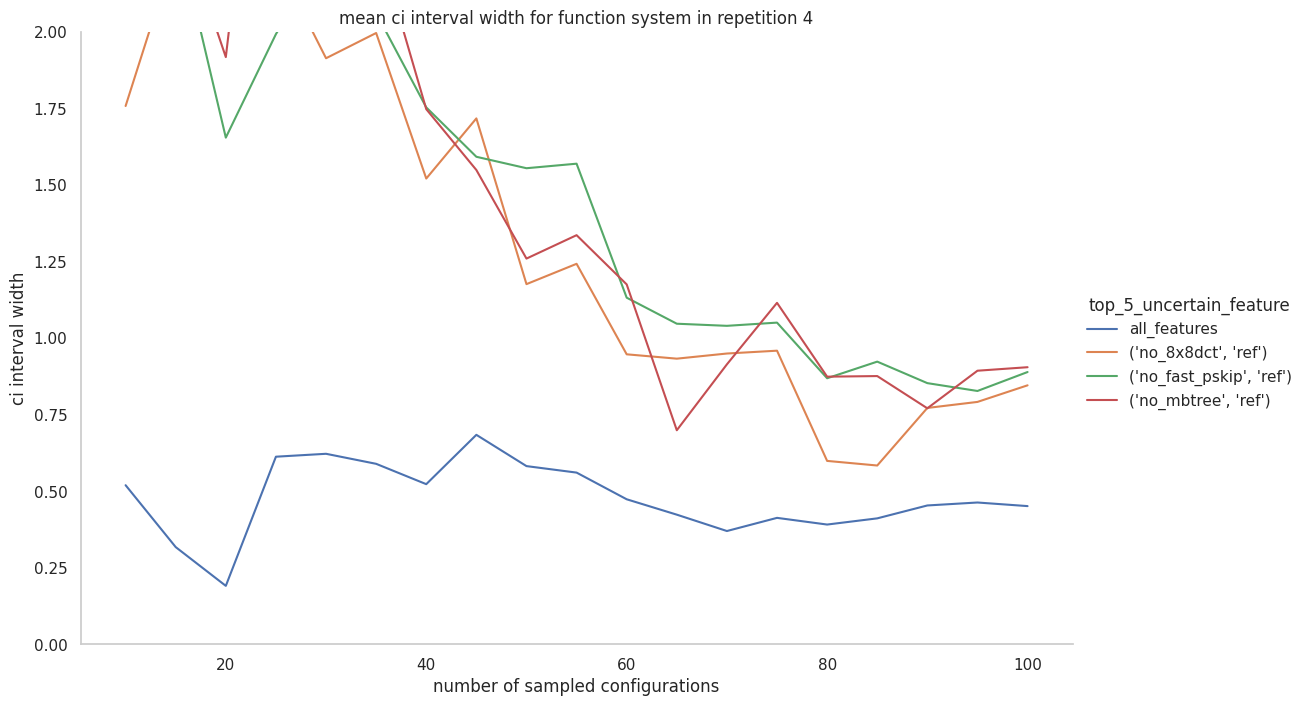 mean ci interval width for function system in repetition 4
2.00
1.75
1.50
1.25
1.00
0.75
0.50
0.25
0.00
ci interval width
20
40
60
80
100
number of sampled configurations
top_5_uncertain_feature
all_features
('no_8x8dct', 'ref')
('no_fast_pskip', 'ref')
('no_mbtree', 'ref')